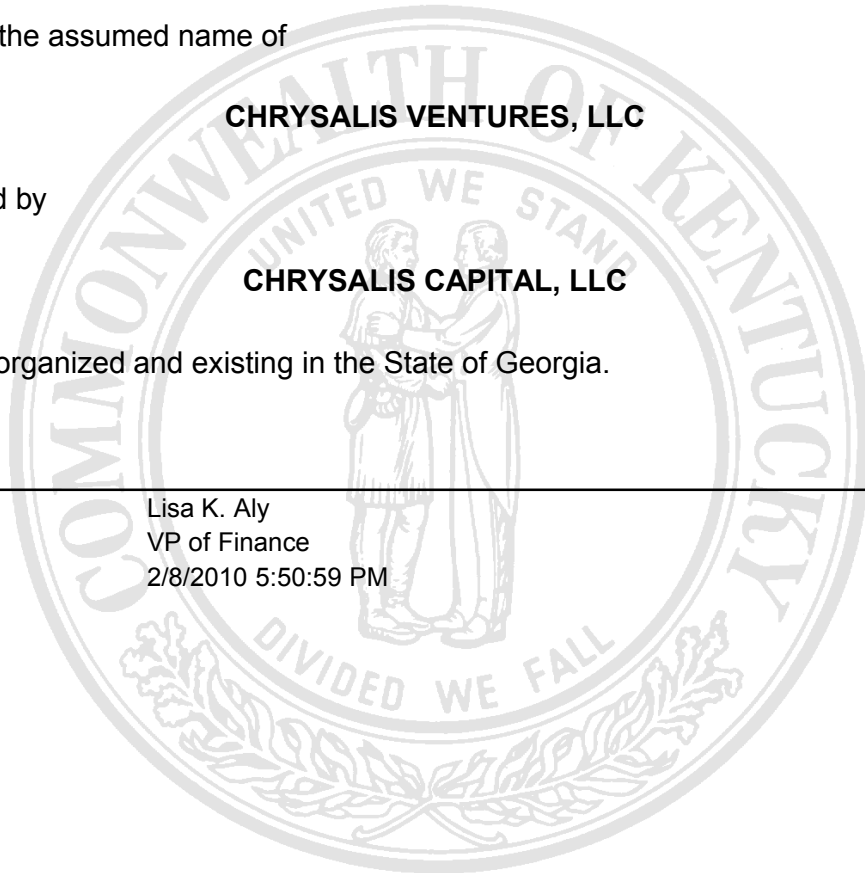 the assumed name of
CHRYSALIS VENTURES, LLC
d by
CHRYSALIS CAPITAL, LLC
organized and existing in the State of Georgia.
Lisa K. Aly
VP of Finance
2/8/2010 5:50:59 PM
COMMONWEALTH OF KENTUCKY
UNITED WE STAND
DIVIDED WE FALL